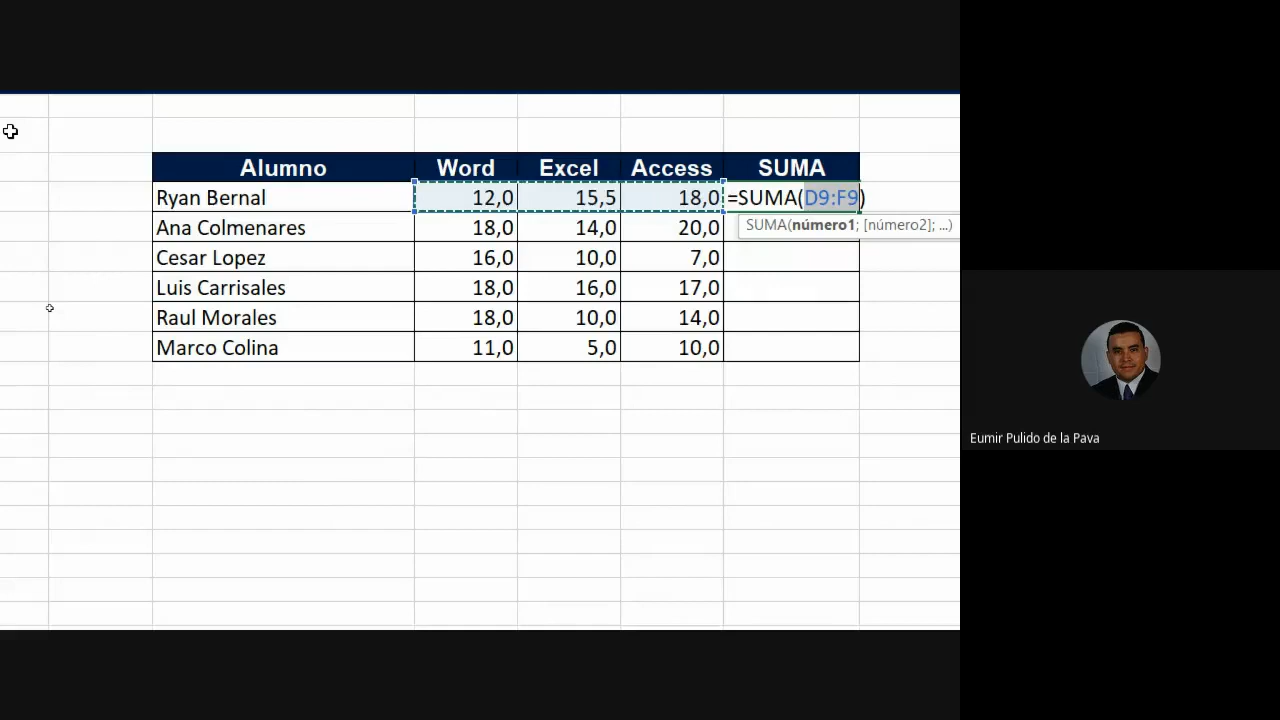 Alumno Word Excel Access SUMA
Ryan Bernal 12,0 15,5 18,0 =SUMA(D9:F9)
SUMA(número1; [número2]; ...)
Ana Colmenares 18,0 14,0 20,0
Cesar Lopez 16,0 10,0 7,0
Luis Carrisales 18,0 16,0 17,0
Raul Morales 18,0 10,0 14,0
Marco Colina 11,0 5,0 10,0
Eumir Pulido de la Pava